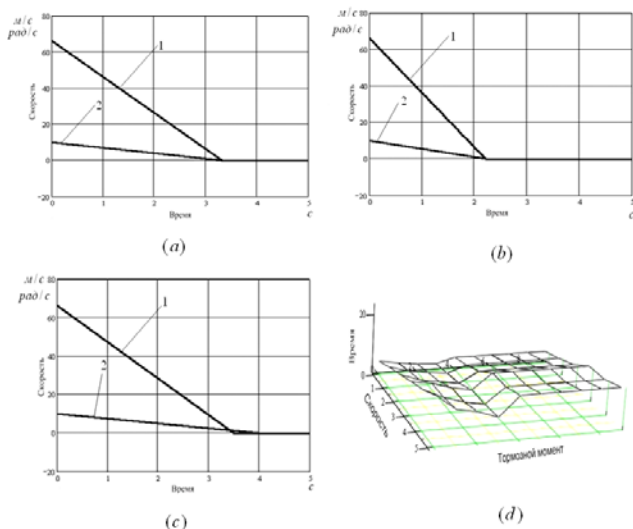 м/с
рад/с
80
60
40
20
0
−20
Скорость
1
2
0 1 2 3 4 5
Время
с
(a)
м/с
рад/с
80
60
40
20
0
−20
Скорость
1
2
0 1 2 3 4 5
Время
с
(b)
м/с
рад/с
80
60
40
20
0
−20
Скорость
1
2
0 1 2 3 4 5
Время
с
(c)
20
0
Время
1
2
3
4
5
Скорость
Тормозной момент
(d)